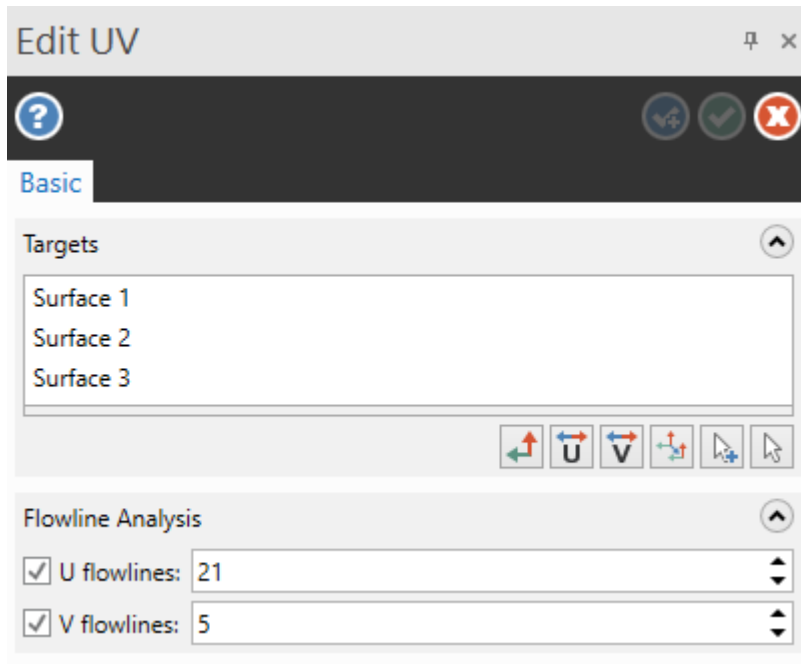 Edit UV
Basic
Targets
Surface 1
Surface 2
Surface 3
U V
Flowline Analysis
U flowlines: 21
V flowlines: 5